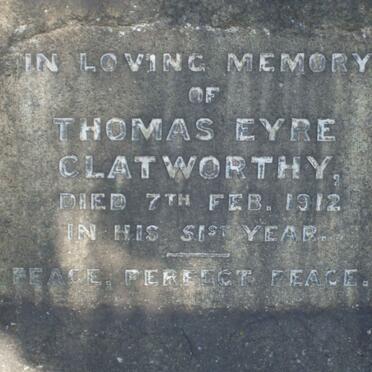 IN LOVING MEMORY
OF
THOMAS EYRE
CLATWORTHY,
DIED 7TH FEB. 1912
IN HIS 51ST YEAR.
PEACE, PERFECT PEACE.